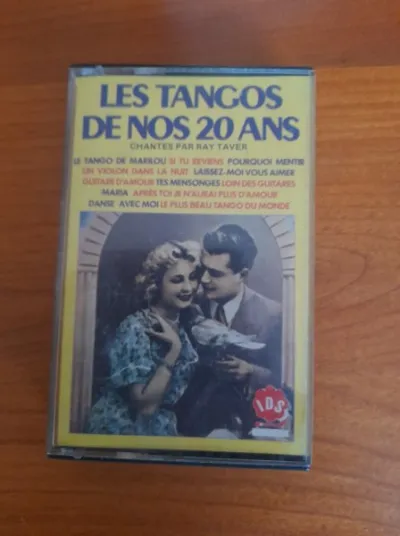 LES TANGOS
DE NOS 20 ANS
CHANTES PAR RAY TAVER
LE TANGO DE MARILOU SI TU REVIENS POURQUOI MENTIR
UN VIOLON DANS LA NUIT LAISSEZ-MOI VOUS AIMER
GUITARE D'AMOUR TES MENSONGES LOIN DES GUITARES
MARIA APRÈS TOI JE N'AURAI PLUS D'AMOUR
DANSE AVEC MOI LE PLUS BEAU TANGO DU MONDE
IDS